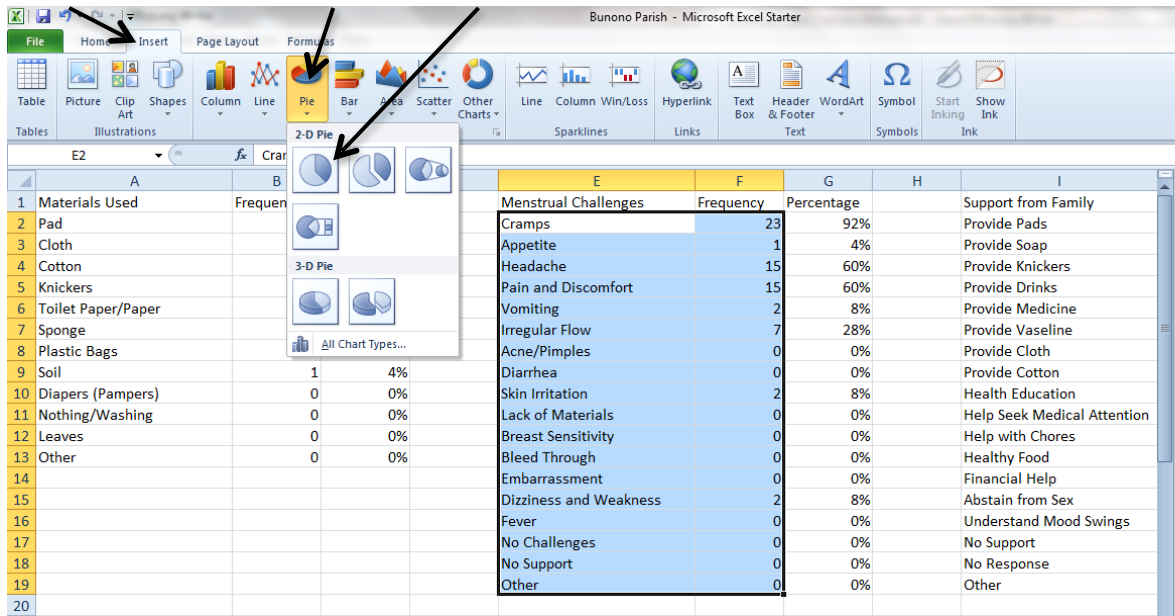 Bunono Parish - Microsoft Excel Starter
File Home Insert Page Layout Formulas
Table Picture Clip Art Shapes Column Line Pie Bar Area Scatter Other Charts Line Column Win/Loss Hyperlink Text Box Header & Footer WordArt Symbol Start Inking Show Ink
Tables Illustrations Sparklines Links Text Symbols Ink
2-D Pie
3-D Pie
All Chart Types...
E2 fx Cran
A B E F G H I
1 Materials Used Frequen Menstrual Challenges Frequency Percentage Support from Family
2 Pad Cramps 23 92% Provide Pads
3 Cloth Appetite 1 4% Provide Soap
4 Cotton Headache 15 60% Provide Knickers
5 Knickers Pain and Discomfort 15 60% Provide Drinks
6 Toilet Paper/Paper Vomiting 2 8% Provide Medicine
7 Sponge Irregular Flow 7 28% Provide Vaseline
8 Plastic Bags Acne/Pimples 0 0% Provide Cloth
9 Soil 1 4% Diarrhea 0 0% Provide Cotton
10 Diapers (Pampers) 0 0% Skin Irritation 2 8% Health Education
11 Nothing/Washing 0 0% Lack of Materials 0 0% Help Seek Medical Attention
12 Leaves 0 0% Breast Sensitivity 0 0% Help with Chores
13 Other 0 0% Bleed Through 0 0% Healthy Food
14 Embarrassment 0 0% Financial Help
15 Dizziness and Weakness 2 8% Abstain from Sex
16 Fever 0 0% Understand Mood Swings
17 No Challenges 0 0% No Support
18 No Support 0 0% No Response
19 Other 0 0% Other
20